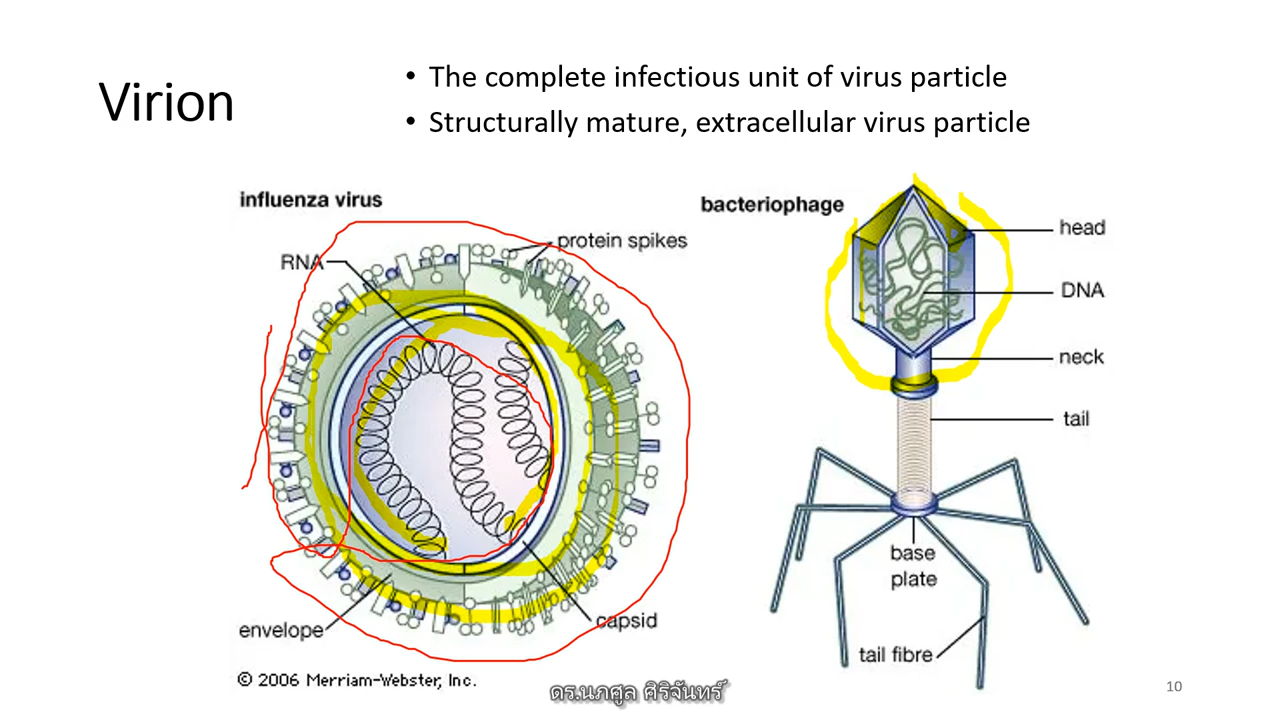 Virion
• The complete infectious unit of virus particle
• Structurally mature, extracellular virus particle
influenza virus
protein spikes
RNA
envelope
capsid
© 2006 Merriam-Webster, Inc.
bacteriophage
head
DNA
neck
tail
base
plate
tail fibre
ดร.นภศูล ศิริจันทร์
10